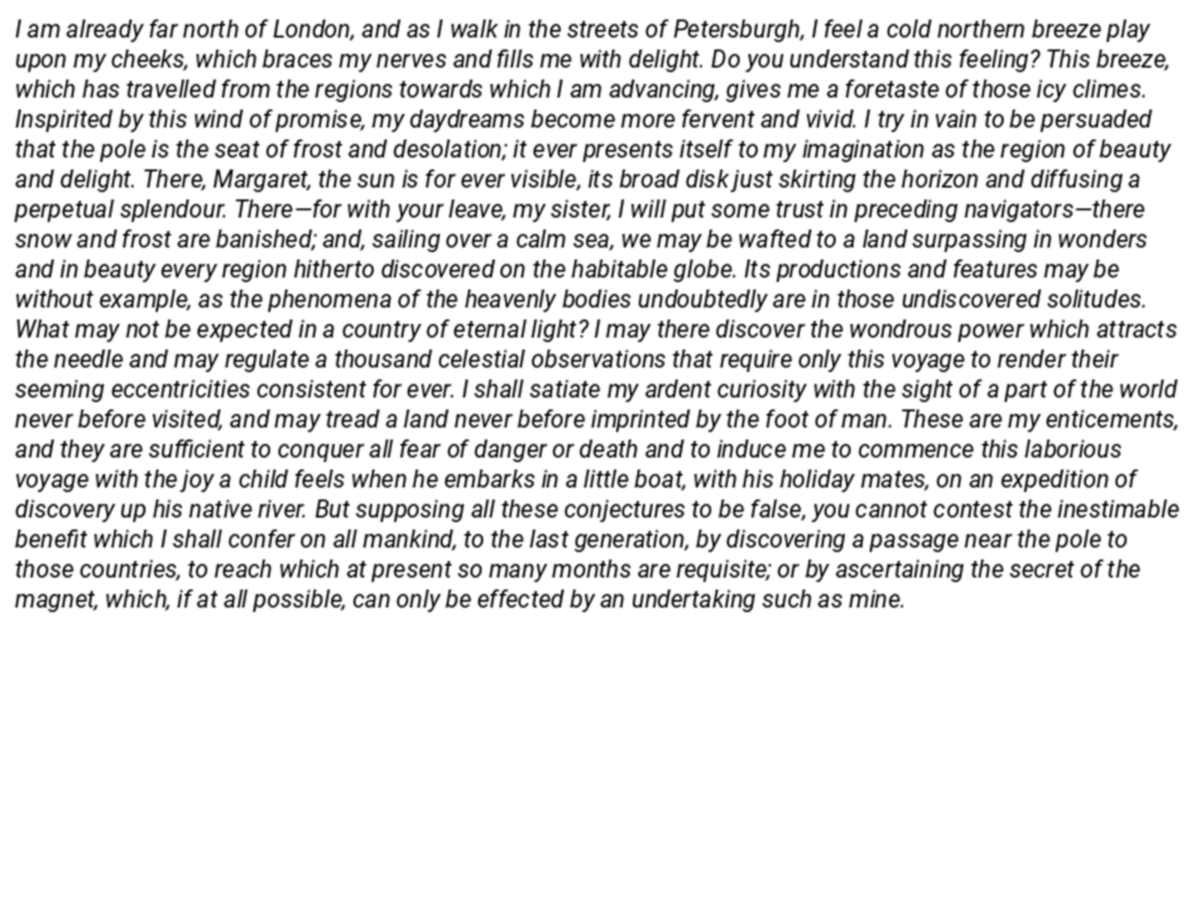 I am already far north of London, and as I walk in the streets of Petersburgh, I feel a cold northern breeze play
upon my cheeks, which braces my nerves and fills me with delight. Do you understand this feeling? This breeze,
which has travelled from the regions towards which I am advancing, gives me a foretaste of those icy climes.
Inspirited by this wind of promise, my daydreams become more fervent and vivid. I try in vain to be persuaded
that the pole is the seat of frost and desolation; it ever presents itself to my imagination as the region of beauty
and delight. There, Margaret, the sun is for ever visible, its broad disk just skirting the horizon and diffusing a
perpetual splendour. There—for with your leave, my sister, I will put some trust in preceding navigators—there
snow and frost are banished; and, sailing over a calm sea, we may be wafted to a land surpassing in wonders
and in beauty every region hitherto discovered on the habitable globe. Its productions and features may be
without example, as the phenomena of the heavenly bodies undoubtedly are in those undiscovered solitudes.
What may not be expected in a country of eternal light? I may there discover the wondrous power which attracts
the needle and may regulate a thousand celestial observations that require only this voyage to render their
seeming eccentricities consistent for ever. I shall satiate my ardent curiosity with the sight of a part of the world
never before visited, and may tread a land never before imprinted by the foot of man. These are my enticements,
and they are sufficient to conquer all fear of danger or death and to induce me to commence this laborious
voyage with the joy a child feels when he embarks in a little boat, with his holiday mates, on an expedition of
discovery up his native river. But supposing all these conjectures to be false, you cannot contest the inestimable
benefit which I shall confer on all mankind, to the last generation, by discovering a passage near the pole to
those countries, to reach which at present so many months are requisite; or by ascertaining the secret of the
magnet, which, if at all possible, can only be effected by an undertaking such as mine.